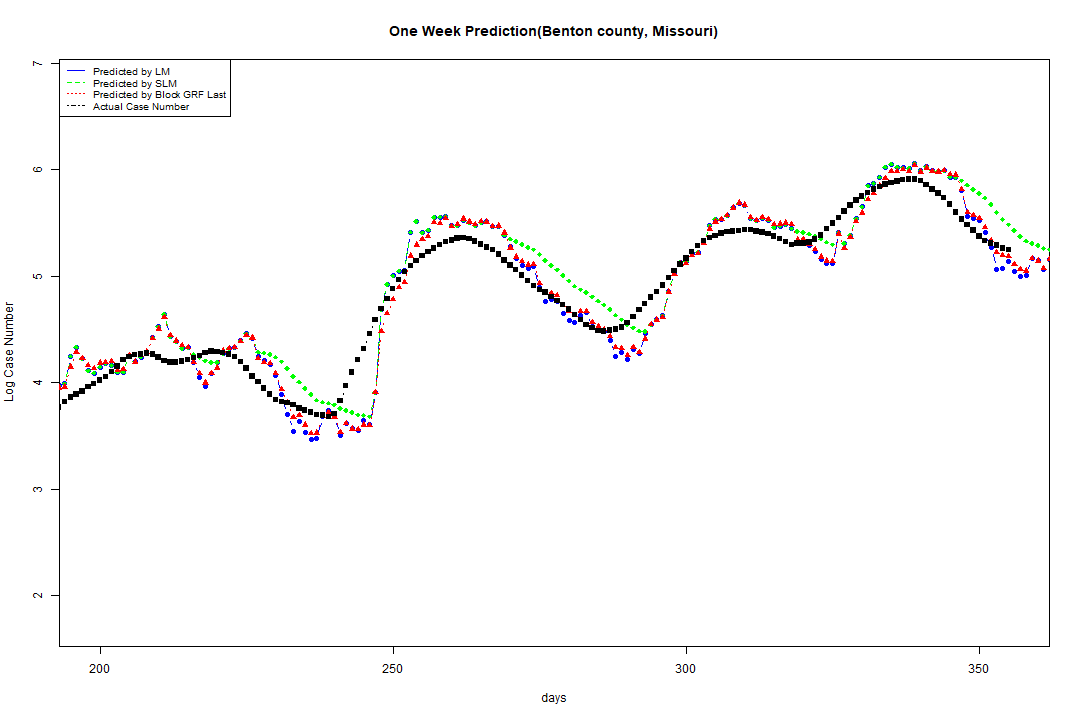 One Week Prediction(Benton county, Missouri)
Predicted by LM
Predicted by SLM
Predicted by Block GRF Last
Actual Case Number
7
6
5
4
3
2
Log Case Number
200 250 300 350
days